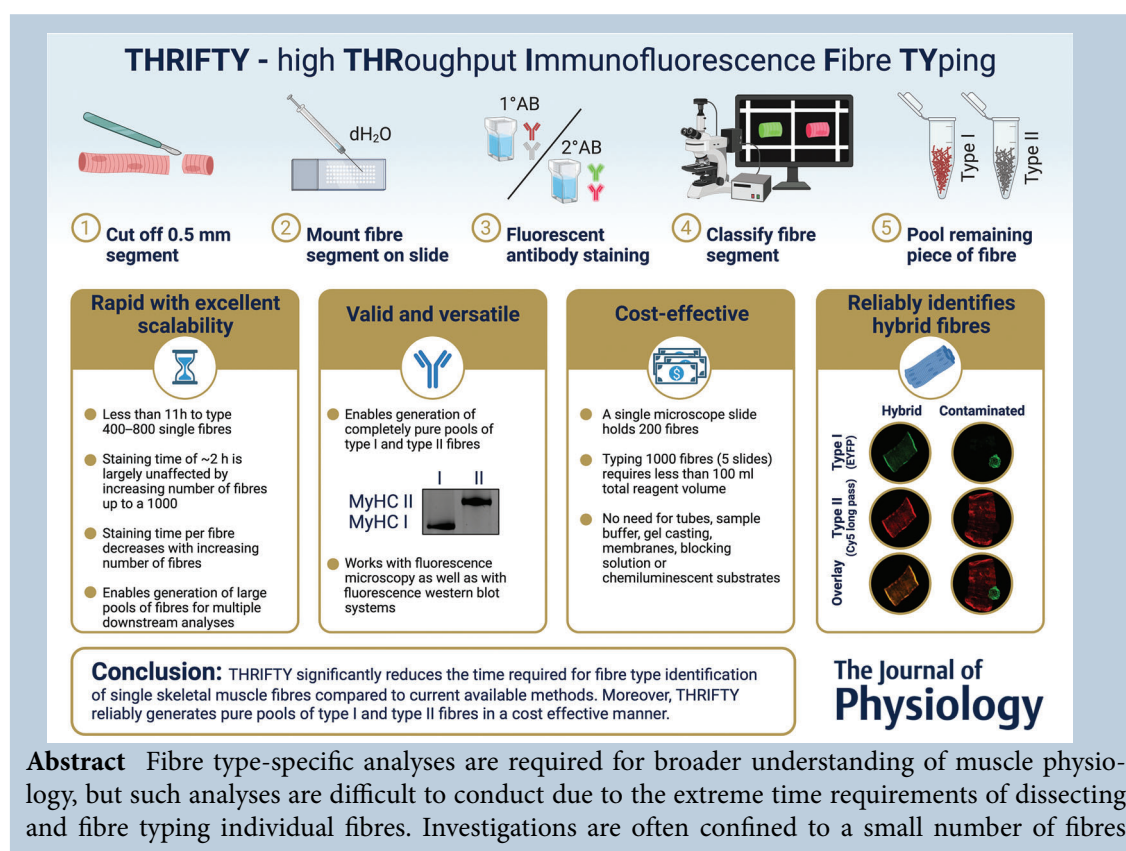 THRIFTY - high THRoughput Immunofluorescence Fibre TYping
dH₂O
1°AB
2°AB
Type I
Type II
1 Cut off 0.5 mm
segment
2 Mount fibre
segment on slide
3 Fluorescent
antibody staining
4 Classify fibre
segment
5 Pool remaining
piece of fibre
Rapid with excellent
scalability
Less than 11h to type
400–800 single fibres
Staining time of ~2 h is
largely unaffected by
increasing number of fibres
up to a 1000
Staining time per fibre
decreases with increasing
number of fibres
Enables generation of large
pools of fibres for multiple
downstream analyses
Valid and versatile
Enables generation of
completely pure pools of
type I and type II fibres
I II
MyHC II
MyHC I
Works with fluorescence
microscopy as well as with
fluorescence western blot
systems
Cost-effective
$
A single microscope slide
holds 200 fibres
Typing 1000 fibres (5 slides)
requires less than 100 ml
total reagent volume
No need for tubes, sample
buffer, gel casting,
membranes, blocking
solution or
chemiluminescent substrates
Reliably identifies
hybrid fibres
Hybrid Contaminated
Type I
(EYFP)
Type II
(Cy5 long pass)
Overlay
Conclusion: THRIFTY significantly reduces the time required for fibre type identification
of single skeletal muscle fibres compared to current available methods. Moreover, THRIFTY
reliably generates pure pools of type I and type II fibres in a cost effective manner.
The Journal of
Physiology
Abstract Fibre type-specific analyses are required for broader understanding of muscle physio-
logy, but such analyses are difficult to conduct due to the extreme time requirements of dissecting
and fibre typing individual fibres. Investigations are often confined to a small number of fibres